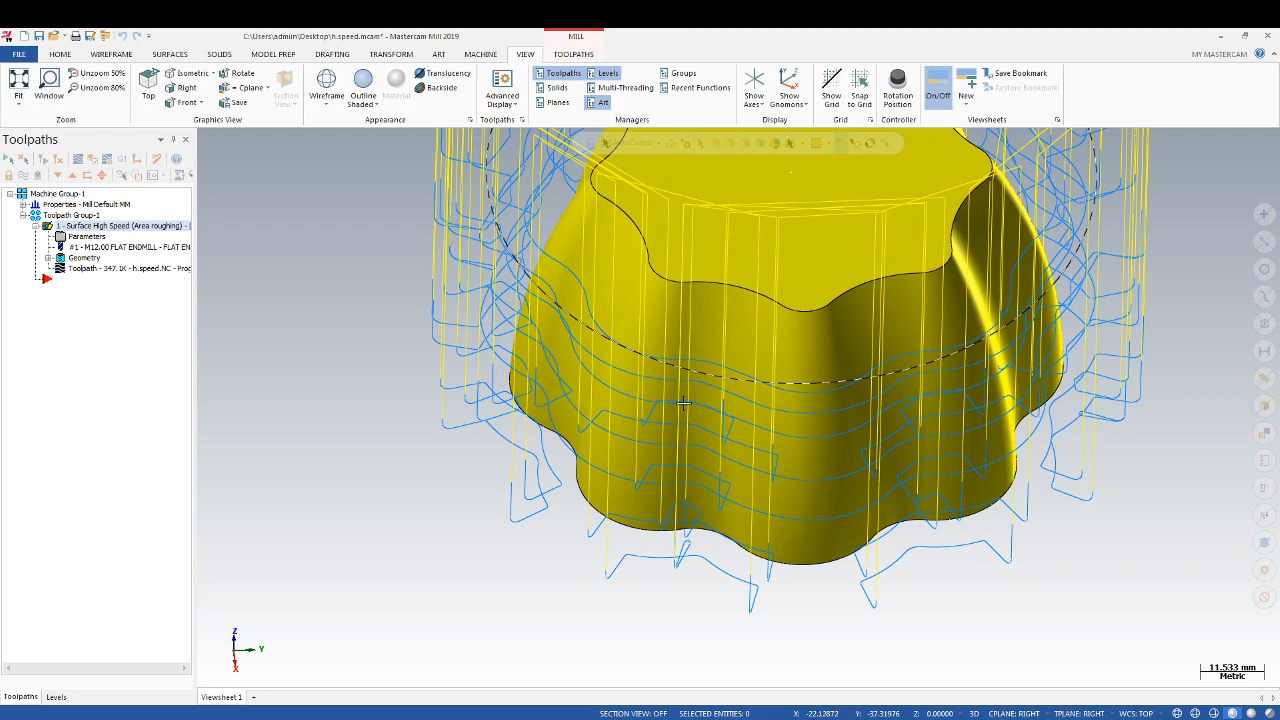 C:\Users\admiin\Desktop\h.speed.mcam* - Mastercam Mill 2019
MILL
FILE HOME WIREFRAME SURFACES SOLIDS MODEL PREP DRAFTING TRANSFORM ART MACHINE VIEW TOOLPATHS MY MASTERCAM
Fit
Window
Unzoom 50%
Unzoom 80%
Zoom
Top
Isometric
Right
Front
Rotate
= Cplane
Save
Section View
Graphics View
Wireframe
Outline Shaded
Material
Translucency
Backside
Appearance
Advanced Display
Toolpaths
Toolpaths
Solids
Planes
Levels
Multi-Threading
Art
Groups
Recent Functions
Managers
Show Axes
Show Gnomons
Display
Show Grid
Snap to Grid
Grid
Rotation Position
Controller
On/Off
New
Save Bookmark
Restore Bookmark
Viewsheets
Toolpaths
AutoCursor
Machine Group-1
Properties - Mill Default MM
Toolpath Group-1
1 - Surface High Speed (Area roughing) -
Parameters
#1 - M12.00 FLAT ENDMILL - FLAT EN
Geometry
Toolpath - 347.1K - h.speed.NC - Prog
Z
Y
X
11.533 mm
Metric
Toolpaths Levels
Viewsheet 1 +
SECTION VIEW: OFF SELECTED ENTITIES: 0 X: -22.12872 Y: -37.31976 Z: 0.00000 3D CPLANE: RIGHT TPLANE: RIGHT WCS: TOP